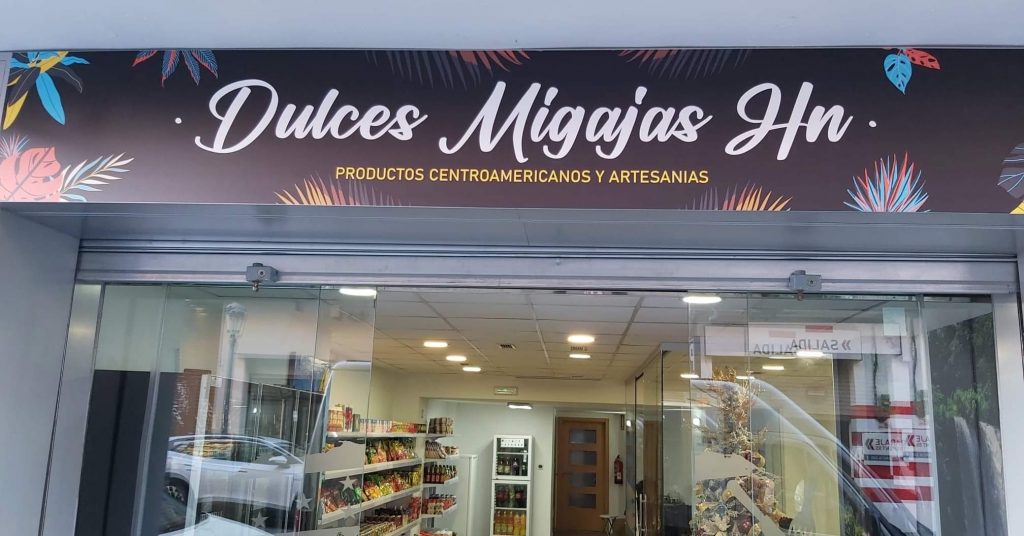 · Dulces Migajas Hn ·
PRODUCTOS CENTROAMERICANOS Y ARTESANIAS
SALIDA